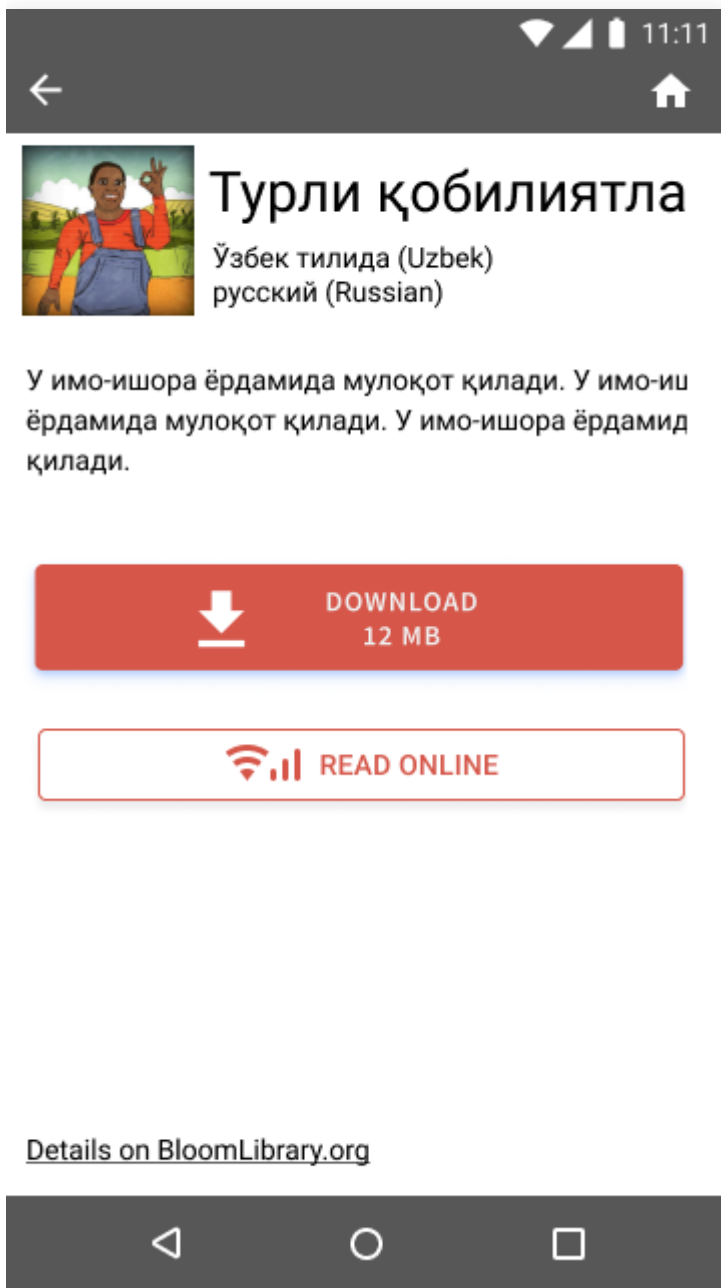 11:11
Турли қобилиятла
Ўзбек тилида (Uzbek)
русский (Russian)
У имо-ишора ёрдамида мулоқот қилади. У имо-иш
ёрдамида мулоқот қилади. У имо-ишора ёрдамид
қилади.
DOWNLOAD
12 MB
READ ONLINE
Details on BloomLibrary.org